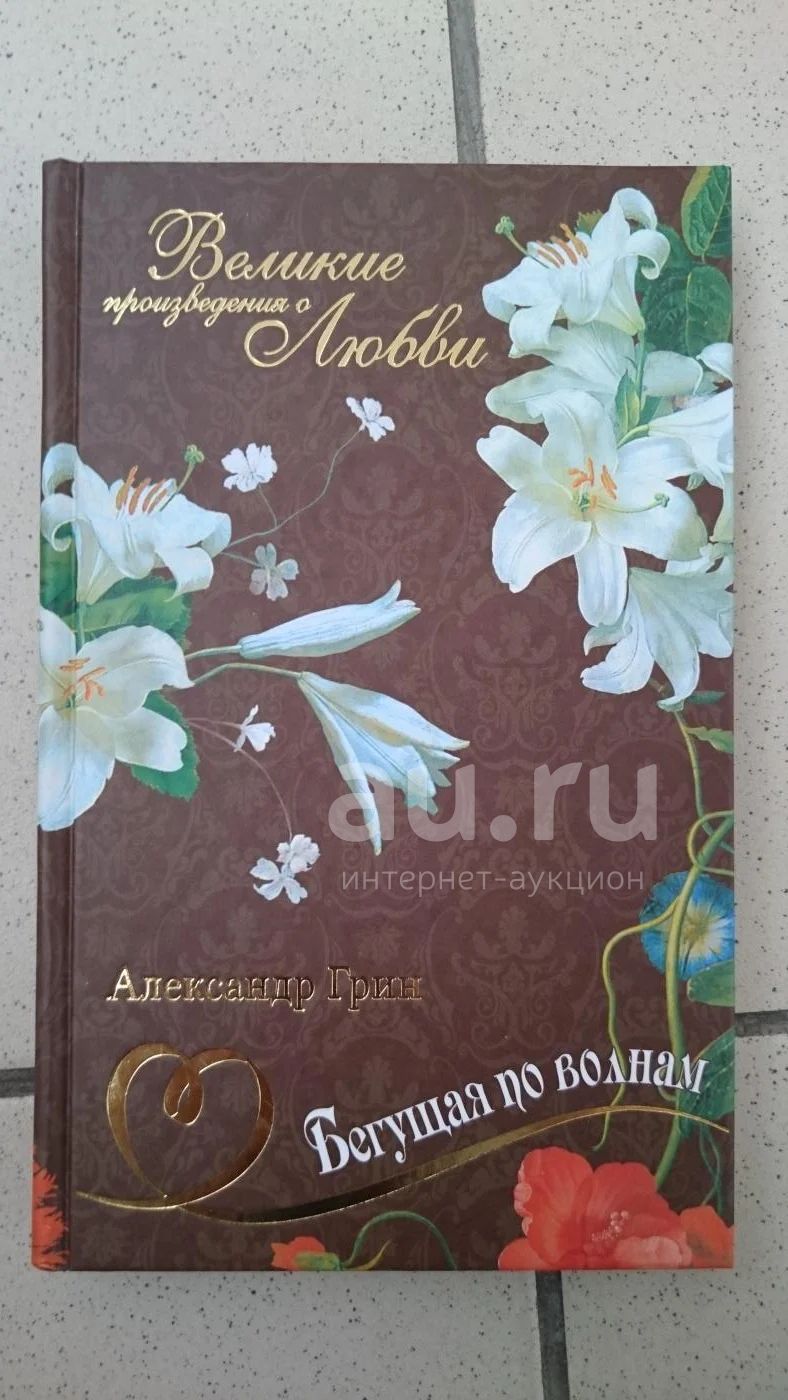 Великие
произведения о
Любви
au.ru
интернет-аукцион
Александр Грин
Бегущая по волнам